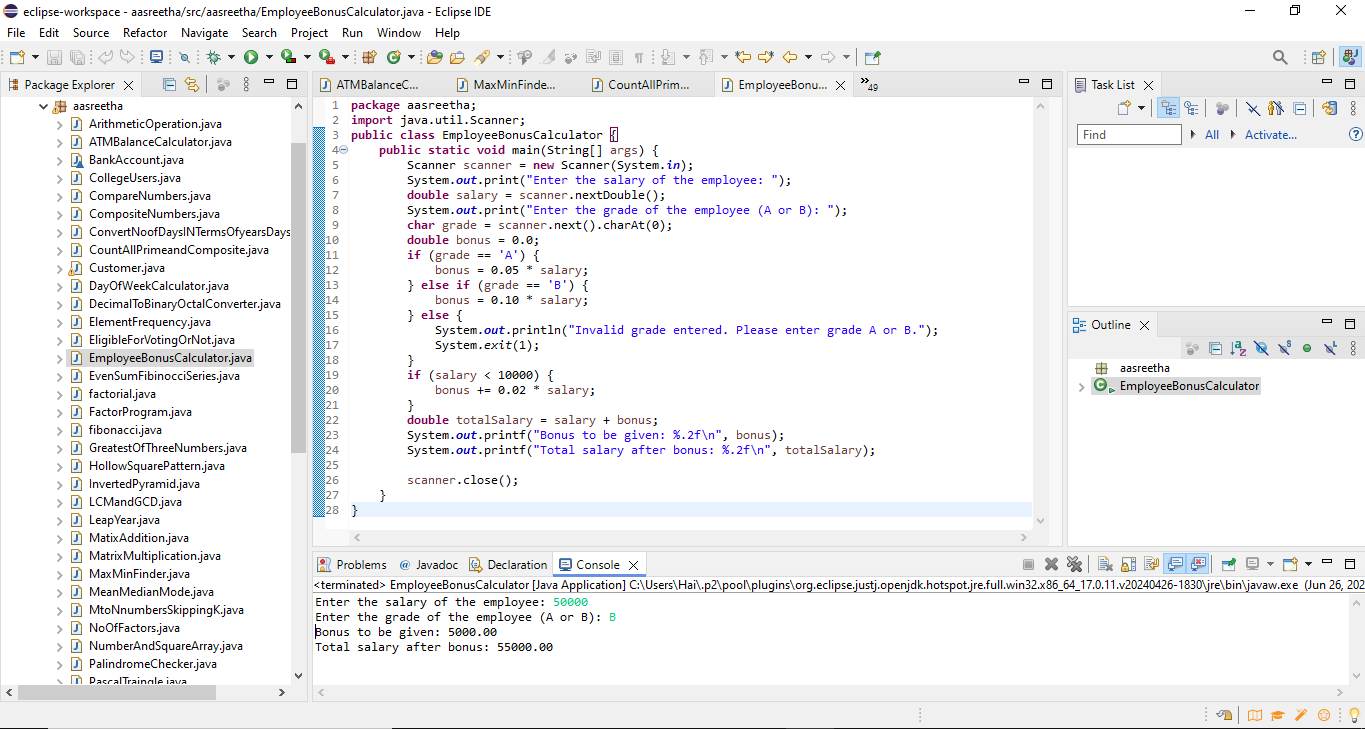 eclipse-workspace - aasreetha/src/aasreetha/EmployeeBonusCalculator.java - Eclipse IDE
File Edit Source Refactor Navigate Search Project Run Window Help
Package Explorer
aasreetha
ArithmeticOperation.java
ATMBalanceCalculator.java
BankAccount.java
CollegeUsers.java
CompareNumbers.java
CompositeNumbers.java
ConvertNoofDaysINTermsOfyearsDays
CountAllPrimeandComposite.java
Customer.java
DayOfWeekCalculator.java
DecimalToBinaryOctalConverter.java
ElementFrequency.java
EligibleForVotingOrNot.java
EmployeeBonusCalculator.java
EvenSumFibinocciSeries.java
factorial.java
FactorProgram.java
fibonacci.java
GreatestOfThreeNumbers.java
HollowSquarePattern.java
InvertedPyramid.java
LCMandGCD.java
LeapYear.java
MatixAddition.java
MatrixMultiplication.java
MaxMinFinder.java
MeanMedianMode.java
MtoNnumbersSkippingK.java
NoOfFactors.java
NumberAndSquareArray.java
PalindromeChecker.java
PascalTraingle.java
ATMBalanceC... MaxMinFinde... CountAllPrim... EmployeeBonu... »49
1 package aasreetha;
2 import java.util.Scanner;
3 public class EmployeeBonusCalculator {
4 public static void main(String[] args) {
5 Scanner scanner = new Scanner(System.in);
6 System.out.print("Enter the salary of the employee: ");
7 double salary = scanner.nextDouble();
8 System.out.print("Enter the grade of the employee (A or B): ");
9 char grade = scanner.next().charAt(0);
10 double bonus = 0.0;
11 if (grade == 'A') {
12 bonus = 0.05 * salary;
13 } else if (grade == 'B') {
14 bonus = 0.10 * salary;
15 } else {
16 System.out.println("Invalid grade entered. Please enter grade A or B.");
17 System.exit(1);
18 }
19 if (salary < 10000) {
20 bonus += 0.02 * salary;
21 }
22 double totalSalary = salary + bonus;
23 System.out.printf("Bonus to be given: %.2f\n", bonus);
24 System.out.printf("Total salary after bonus: %.2f\n", totalSalary);
25
26 scanner.close();
27 }
28 }
Problems @ Javadoc Declaration Console
<terminated> EmployeeBonusCalculator [Java Application] C:\Users\Hai\.p2\pool\plugins\org.eclipse.justj.openjdk.hotspot.jre.full.win32.x86_64_17.0.11.v20240426-1830\jre\bin\javaw.exe (Jun 26, 202
Enter the salary of the employee: 50000
Enter the grade of the employee (A or B): B
Bonus to be given: 5000.00
Total salary after bonus: 55000.00
Task List
Find All Activate...
Outline
aasreetha
EmployeeBonusCalculator